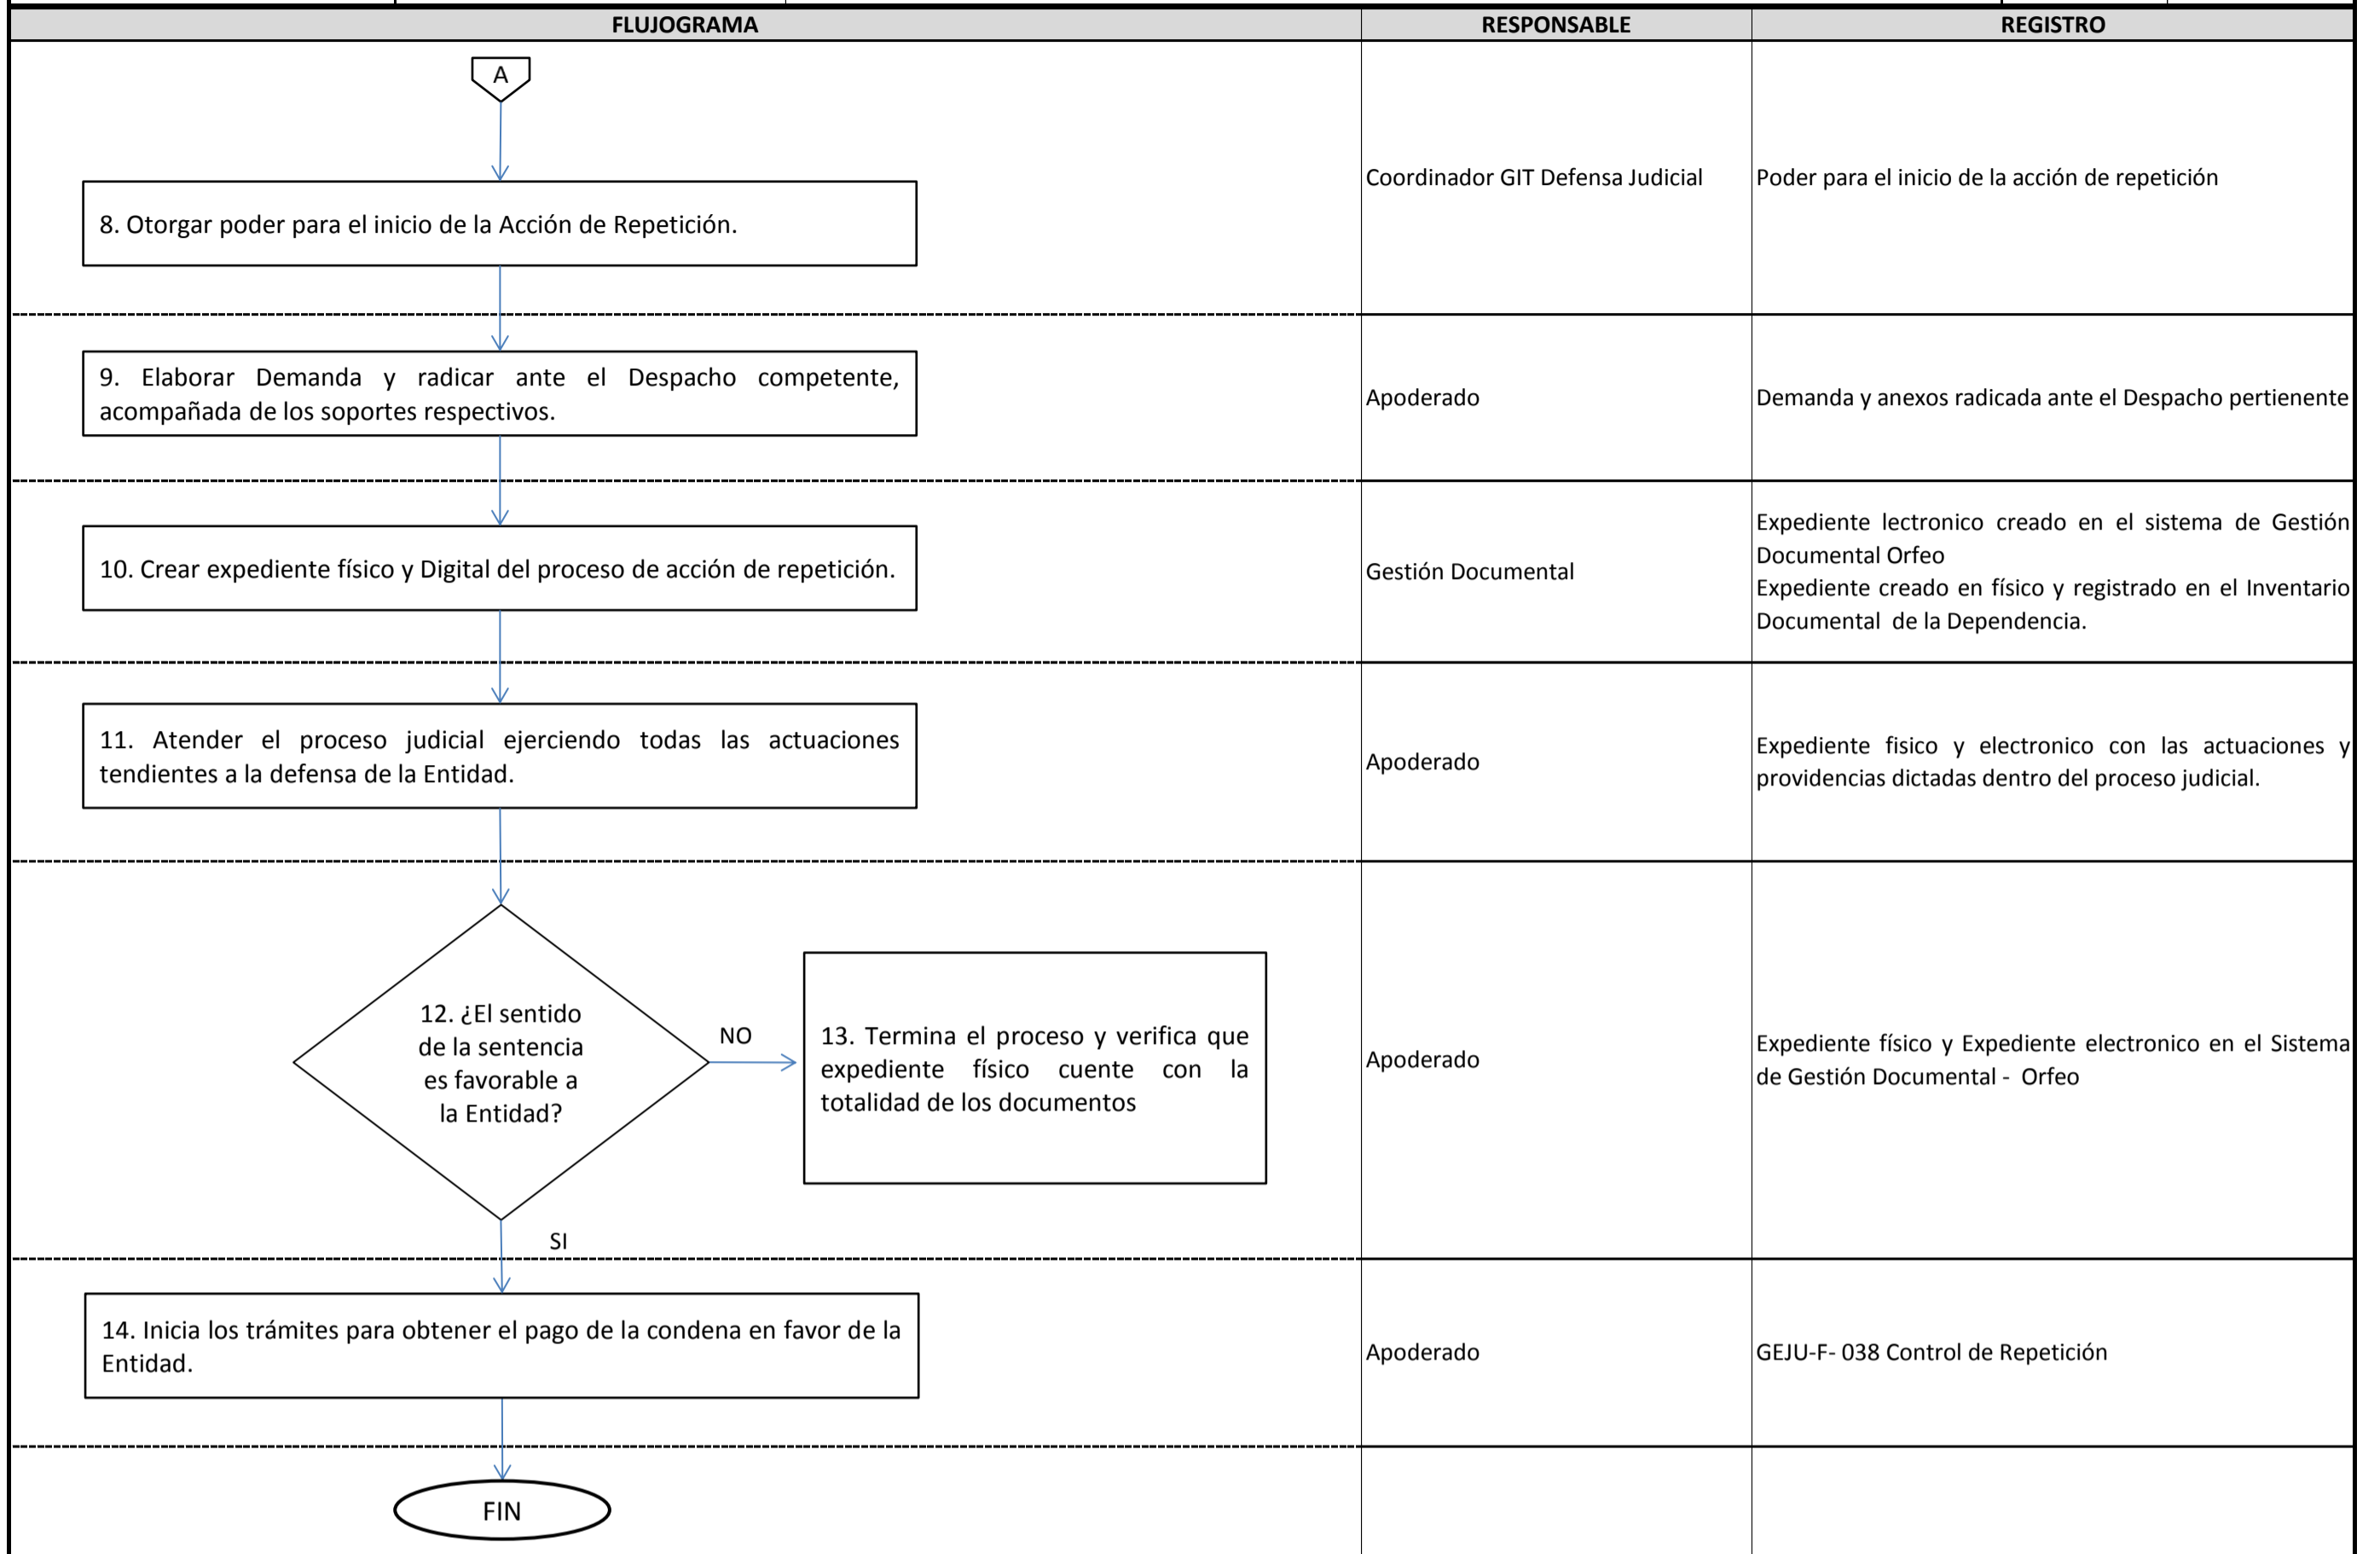 FLUJOGRAMA
RESPONSABLE
REGISTRO
A
8. Otorgar poder para el inicio de la Acción de Repetición.
Coordinador GIT Defensa Judicial
Poder para el inicio de la acción de repetición
9. Elaborar Demanda y radicar ante el Despacho competente,
acompañada de los soportes respectivos.
Apoderado
Demanda y anexos radicada ante el Despacho pertienente
10. Crear expediente físico y Digital del proceso de acción de repetición.
Gestión Documental
Expediente lectronico creado en el sistema de Gestión
Documental Orfeo
Expediente creado en físico y registrado en el Inventario
Documental de la Dependencia.
11. Atender el proceso judicial ejerciendo todas las actuaciones
tendientes a la defensa de la Entidad.
Apoderado
Expediente fisico y electronico con las actuaciones y
providencias dictadas dentro del proceso judicial.
12. ¿El sentido
de la sentencia
es favorable a
la Entidad?
NO
13. Termina el proceso y verifica que
expediente físico cuente con la
totalidad de los documentos
Apoderado
Expediente físico y Expediente electronico en el Sistema
de Gestión Documental - Orfeo
SI
14. Inicia los trámites para obtener el pago de la condena en favor de la
Entidad.
Apoderado
GEJU-F- 038 Control de Repetición
FIN